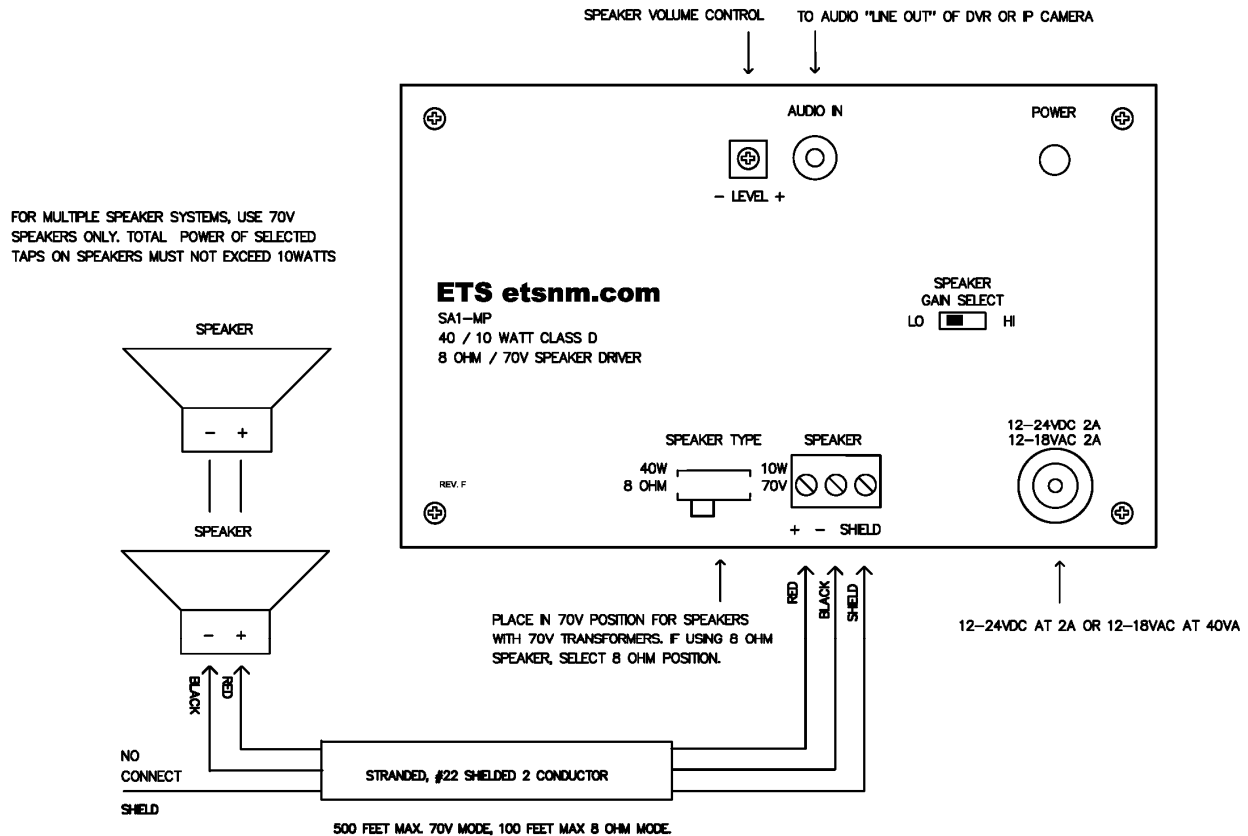 SPEAKER VOLUME CONTROL
TO AUDIO "LINE OUT" OF DVR OR IP CAMERA
AUDIO IN
POWER
- LEVEL +
FOR MULTIPLE SPEAKER SYSTEMS, USE 70V
SPEAKERS ONLY. TOTAL POWER OF SELECTED
TAPS ON SPEAKERS MUST NOT EXCEED 10WATTS
ETS etsnm.com
SA1-MP
40 / 10 WATT CLASS D
8 OHM / 70V SPEAKER DRIVER
SPEAKER
GAIN SELECT
LO HI
SPEAKER
- +
SPEAKER TYPE
40W 10W
8 OHM 70V
SPEAKER
+ - SHIELD
12-24VDC 2A
12-18VAC 2A
REV. F
SPEAKER
- +
BLACK
RED
RED
BLACK
SHIELD
PLACE IN 70V POSITION FOR SPEAKERS
WITH 70V TRANSFORMERS. IF USING 8 OHM
SPEAKER, SELECT 8 OHM POSITION.
12-24VDC AT 2A OR 12-18VAC AT 40VA
NO
CONNECT
SHIELD
STRANDED, #22 SHIELDED 2 CONDUCTOR
500 FEET MAX. 70V MODE, 100 FEET MAX 8 OHM MODE.